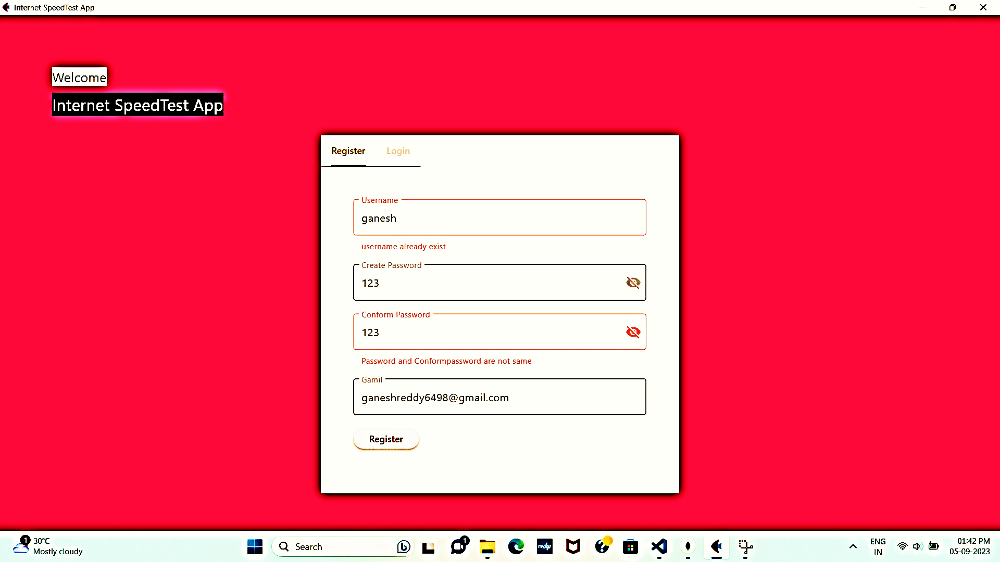 Internet SpeedTest App
Welcome
Internet SpeedTest App
Register Login
Username
ganesh
username already exist
Create Password
123
Conform Password
123
Password and Conformpassword are not same
Gamil
ganeshreddy6498@gmail.com
Register
1
30°C
Mostly cloudy
Search
1
myhp
ENG
IN
01:42 PM
05-09-2023